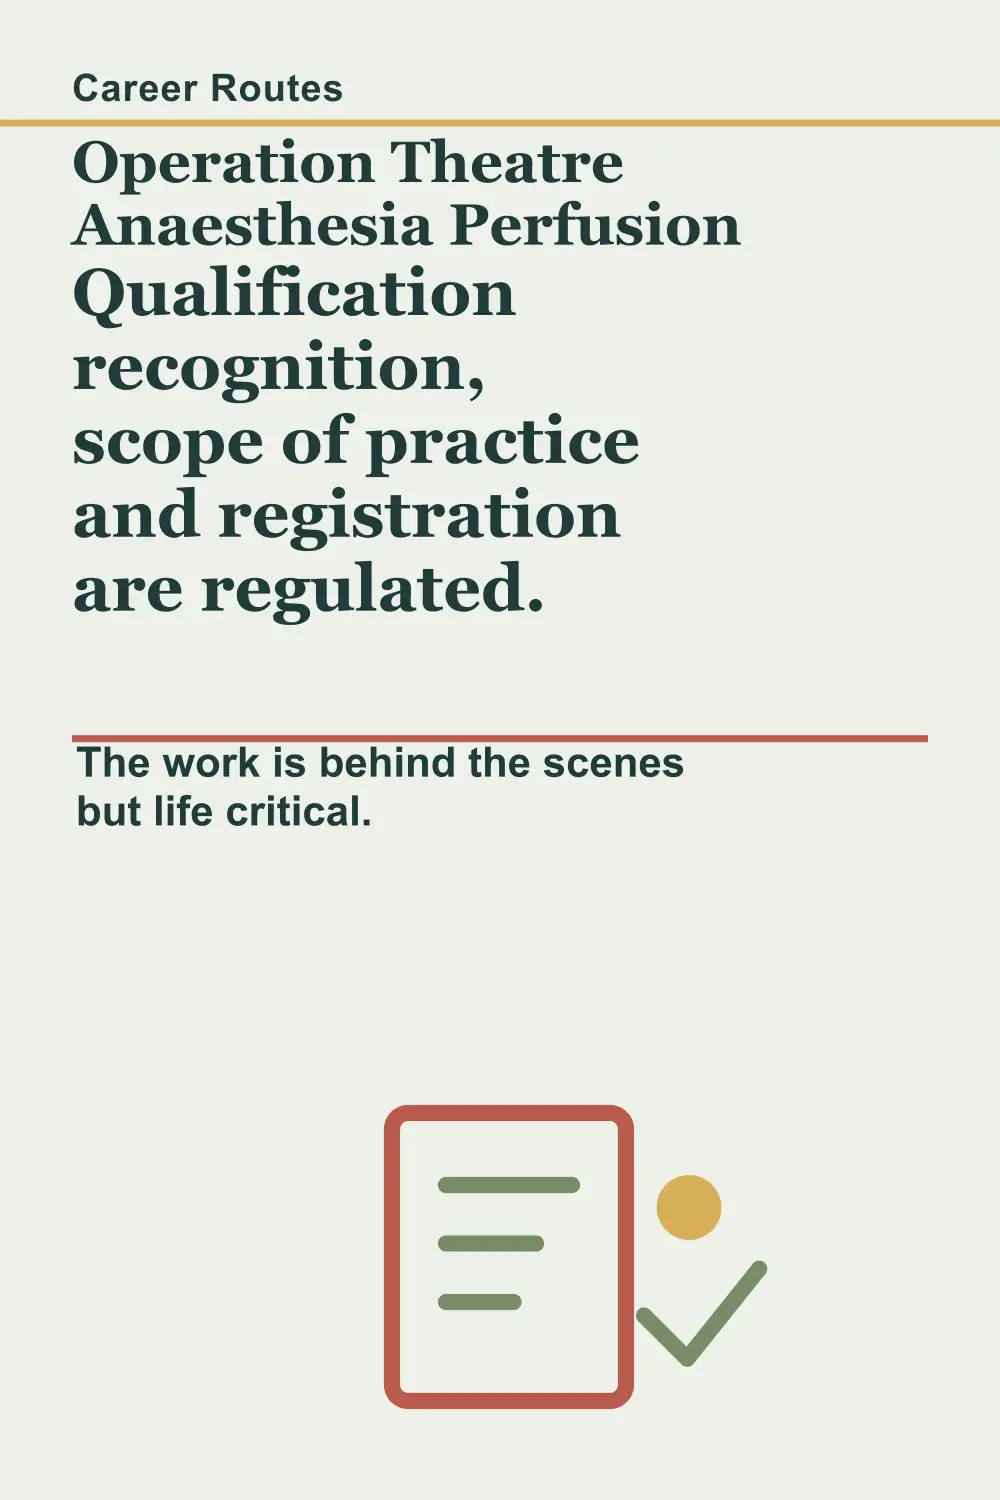 Career Routes
Operation Theatre
Anaesthesia Perfusion
Qualification
recognition,
scope of practice
and registration
are regulated.
The work is behind the scenes
but life critical.